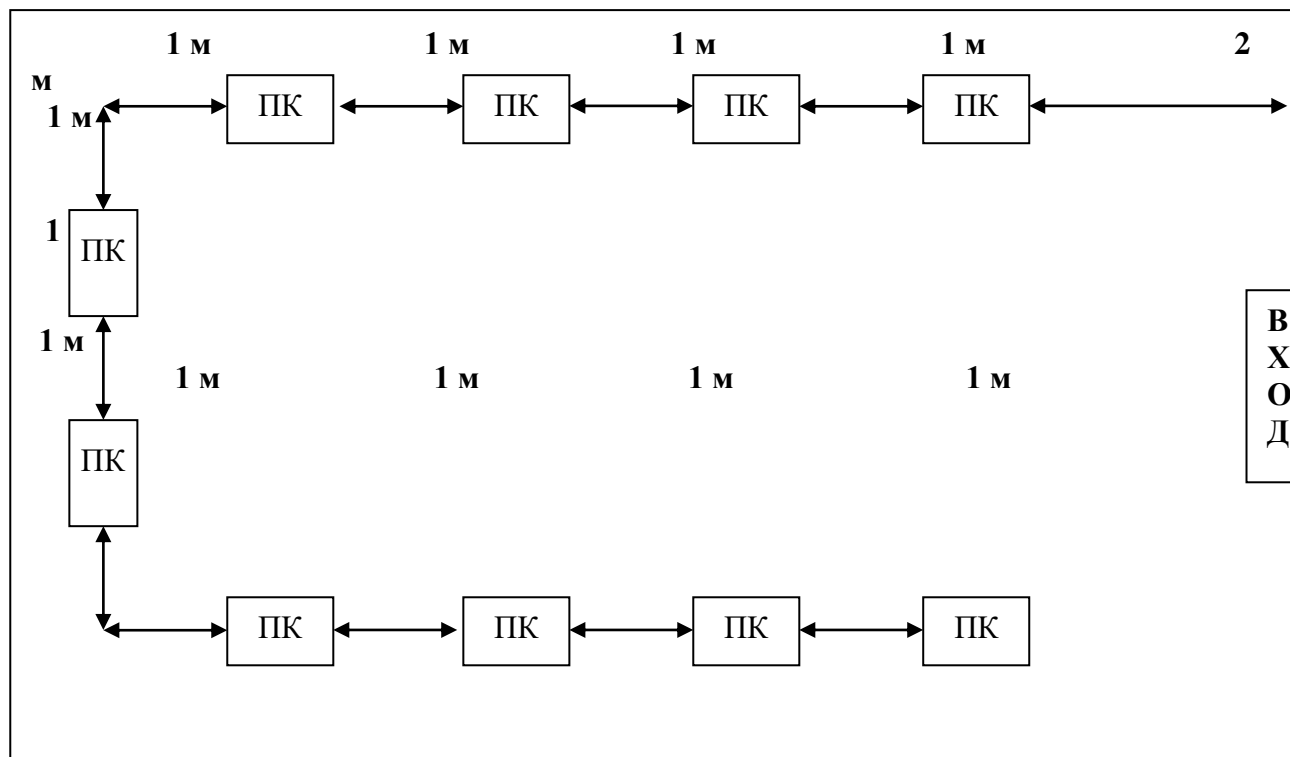 1 м 1 м 1 м 1 м 2
м
ПК ПК ПК ПК
1 м
1
ПК
В
Х
О
Д
1 м
1 м 1 м 1 м 1 м
ПК
ПК ПК ПК ПК